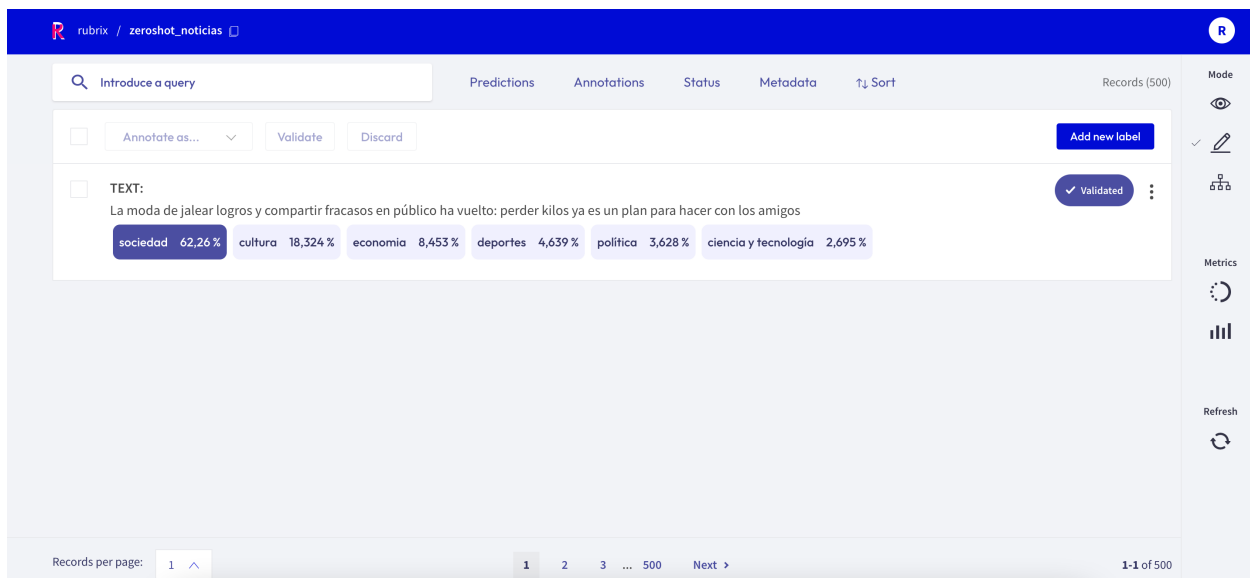 R rubrix / zeroshot_noticias R
Introduce a query Predictions Annotations Status Metadata Sort Records (500)
Mode
Annotate as... Validate Discard Add new label
TEXT: Validated
La moda de jalear logros y compartir fracasos en público ha vuelto: perder kilos ya es un plan para hacer con los amigos
sociedad 62,26 % cultura 18,324 % economia 8,453 % deportes 4,639 % política 3,628 % ciencia y tecnología 2,695 %
Metrics
Refresh
Records per page: 1 1 2 3 ... 500 Next > 1-1 of 500